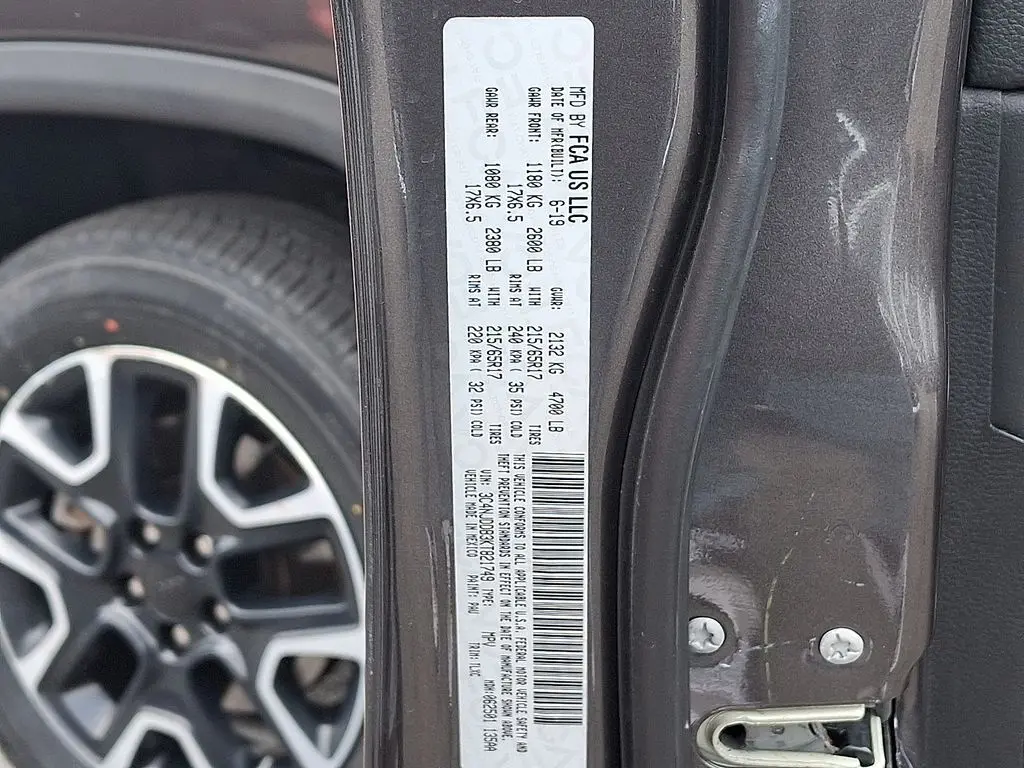 MFD BY FCA US LLC
DATE OF MFR(BUILT): 6-19 GVWR: 2132 KG 4700 LB
GAWR FRONT: 1180 KG 2600 LB WITH 215/65R17 TIRES
17X6.5 RIMS AT 240 KPA ( 35 PSI) COLD
GAWR REAR: 1080 KG 2380 LB WITH 215/65R17 TIRES
17X6.5 RIMS AT 220 KPA ( 32 PSI) COLD
THIS VEHICLE CONFORMS TO ALL APPLICABLE U.S.A. FEDERAL MOTOR VEHICLE SAFETY AND
THEFT PREVENTION STANDARDS IN EFFECT ON THE DATE OF MANUFACTURE SHOWN ABOVE.
VIN: 3C4NJDDB9KTB21749 TYPE: MPV MDH:062501 135AA
VEHICLE MADE IN MEXICO PAINT: PAU